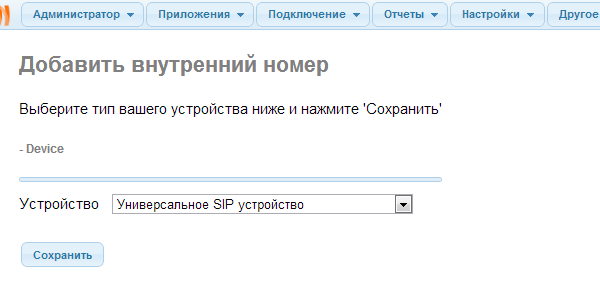 Администратор Приложения Подключение Отчеты Настройки Другое
Добавить внутренний номер
Выберите тип вашего устройства ниже и нажмите 'Сохранить'
- Device
Устройство Универсальное SIP устройство
Сохранить